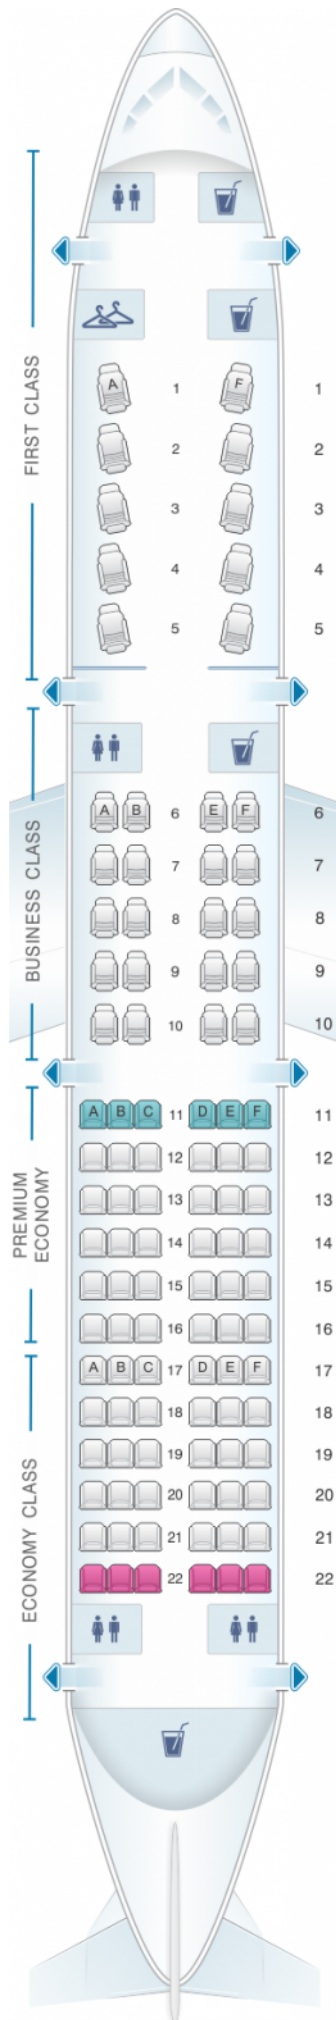 FIRST CLASS
A 1 F 1
2 2
3 3
4 4
5 5
BUSINESS CLASS
A B 6 E F 6
7 7
8 8
9 9
10 10
PREMIUM
ECONOMY
A B C 11 D E F 11
12 12
13 13
14 14
15 15
16 16
ECONOMY CLASS
A B C 17 D E F 17
18 18
19 19
20 20
21 21
22 22